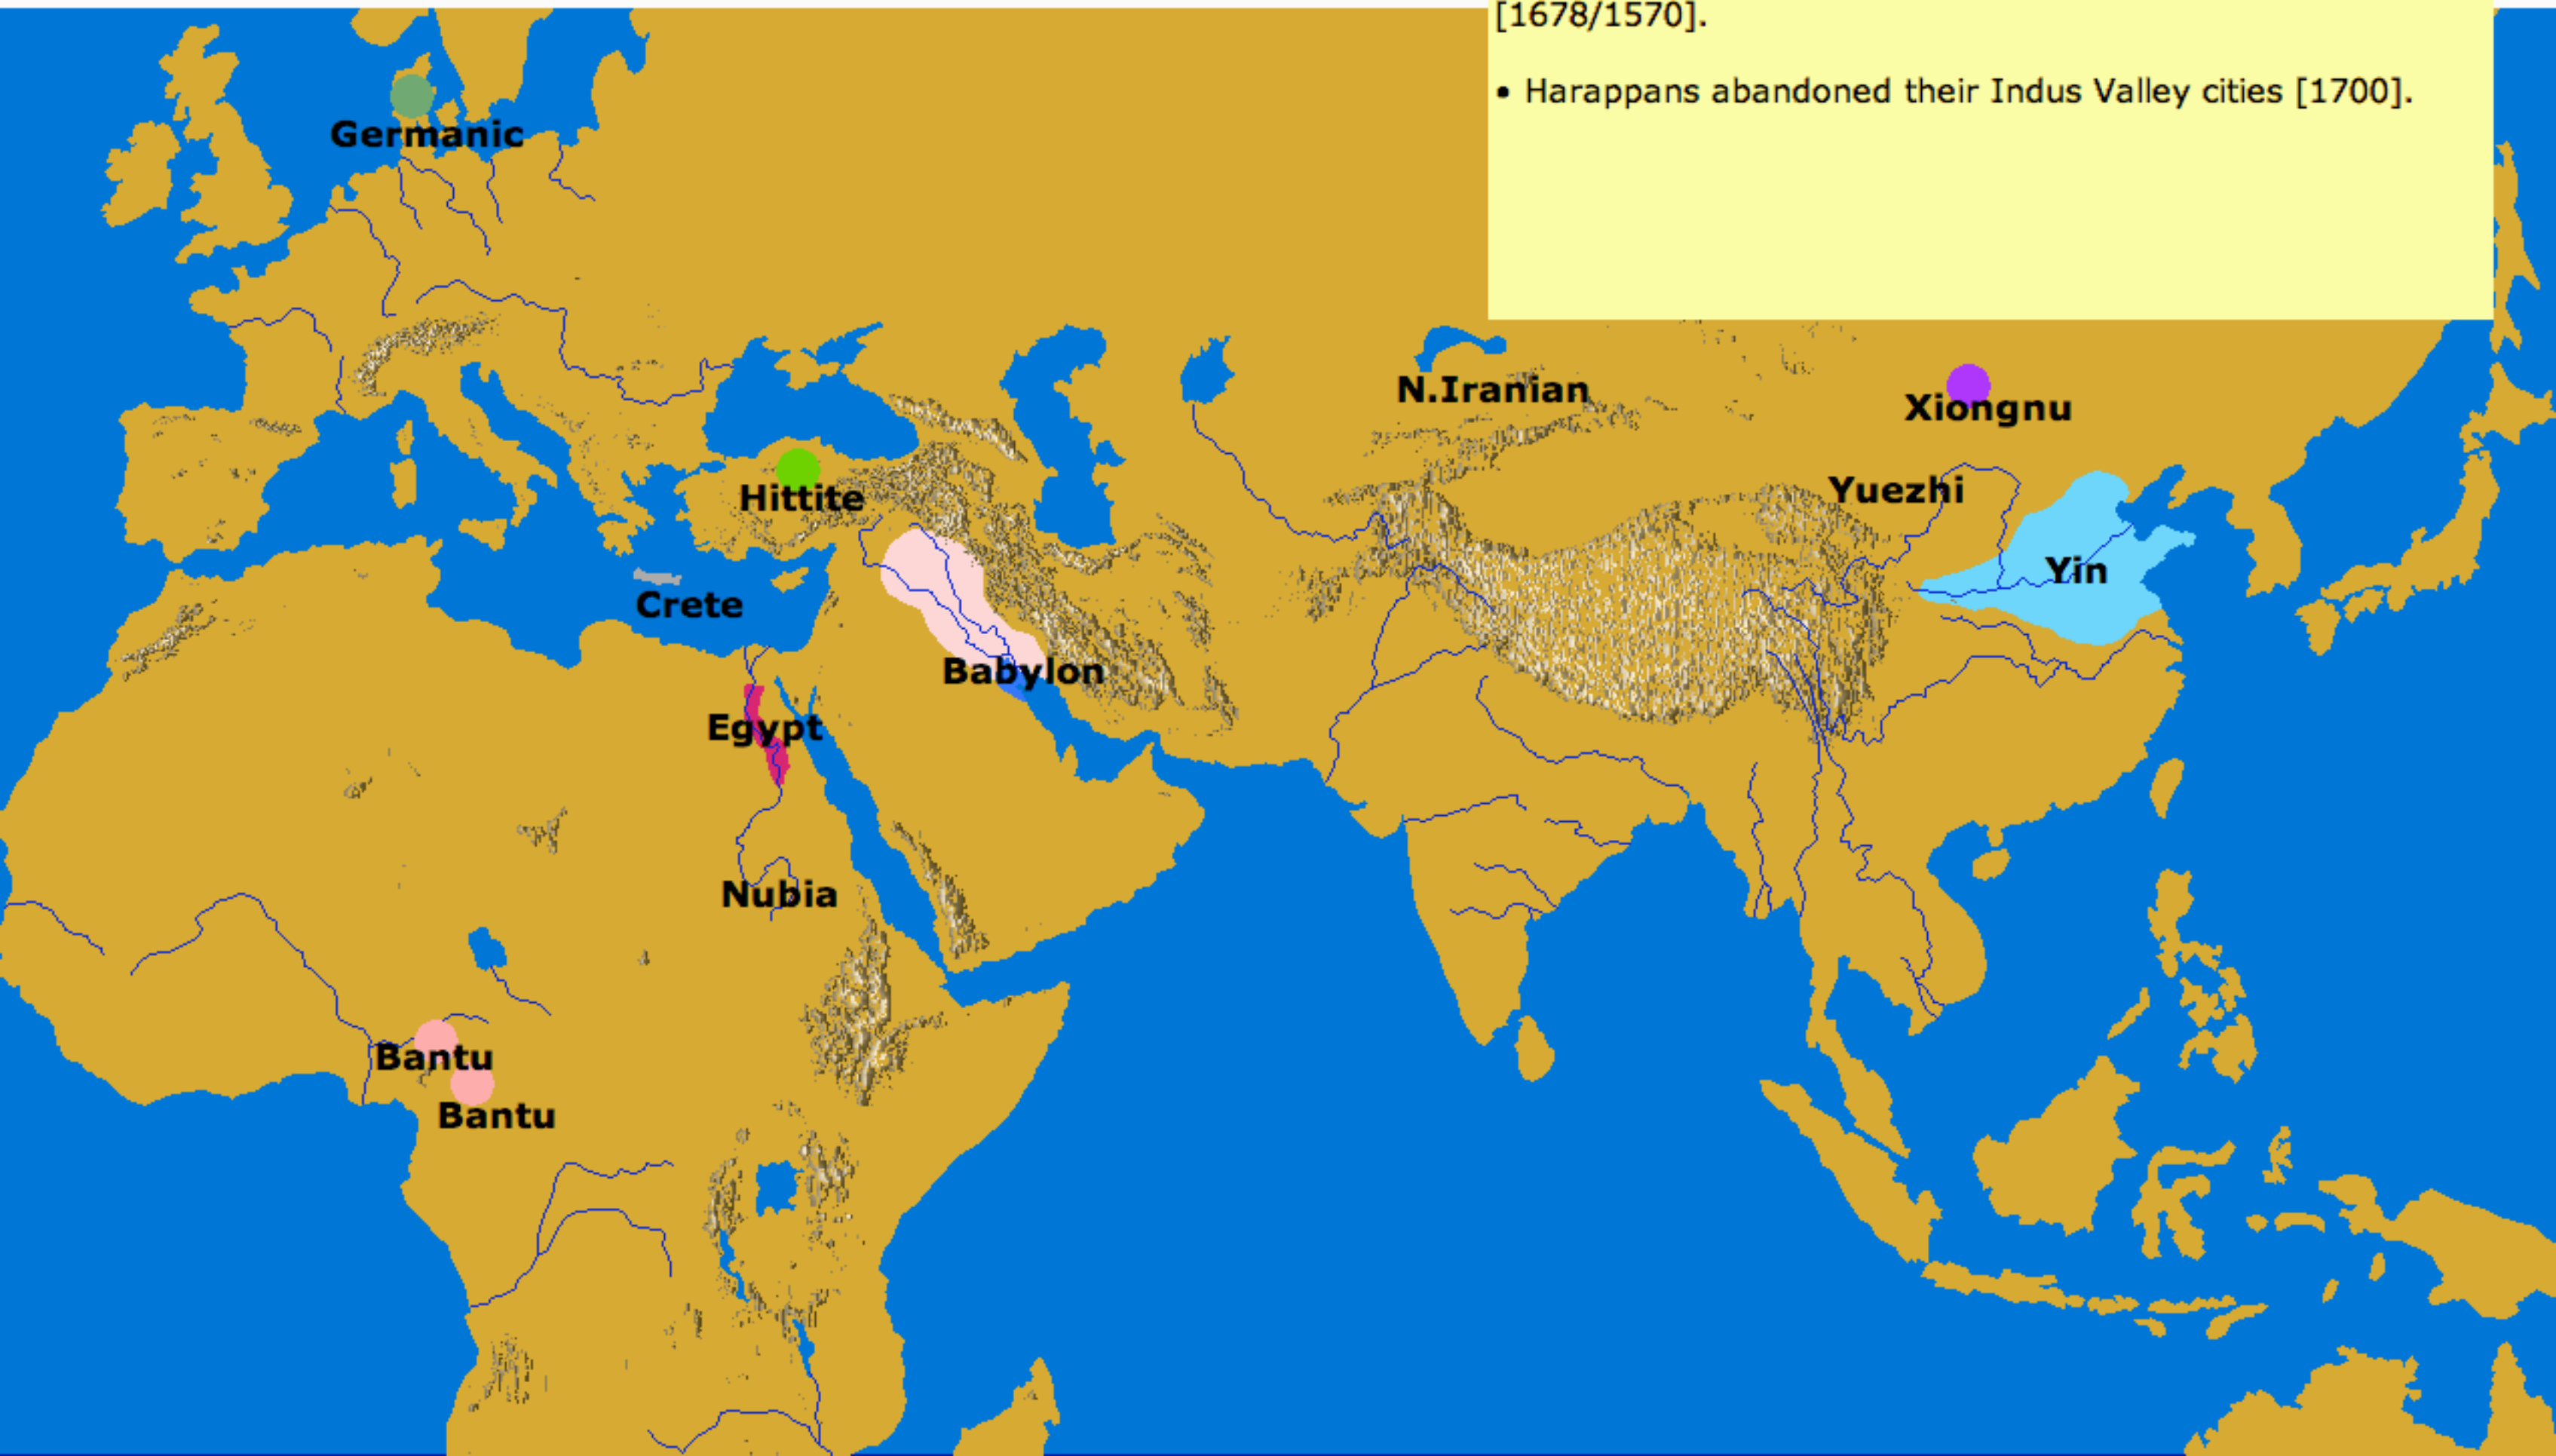 [1678/1570].
• Harappans abandoned their Indus Valley cities [1700].
Germanic
N.Iranian
Xiongnu
Hittite
Yuezhi
Yin
Crete
Babylon
Egypt
Nubia
Bantu
Bantu